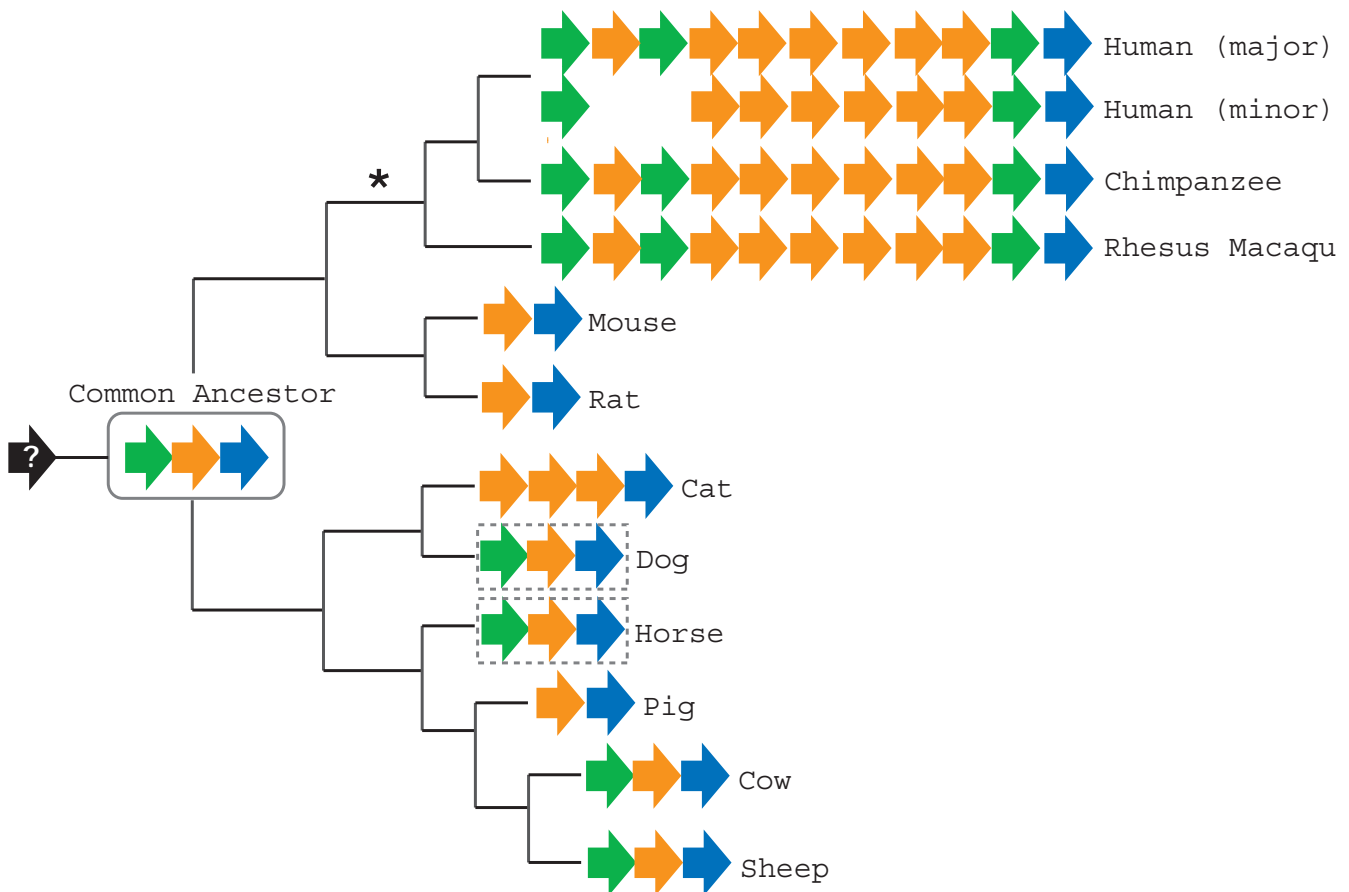 Human (major)
Human (minor)
*
Chimpanzee
Rhesus Macaqu
Mouse
Rat
Common Ancestor
?
Cat
Dog
Horse
Pig
Cow
Sheep